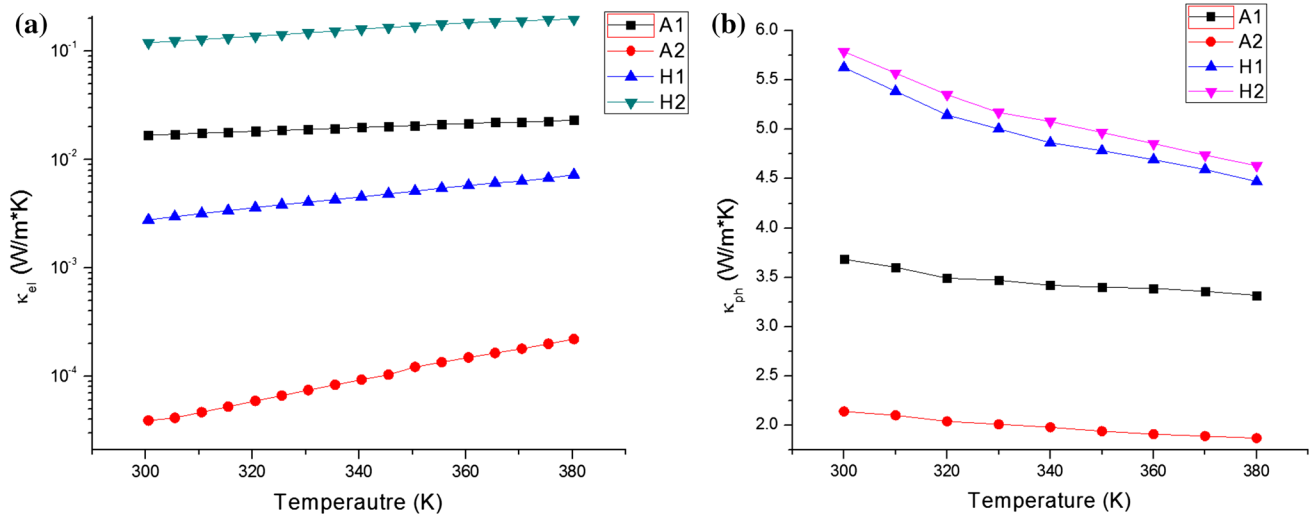 (a)
A1
A2
H1
H2
10⁻¹
10⁻²
10⁻³
10⁻⁴
κel (W/m*K)
300 320 340 360 380
Temperautre (K)
(b)
A1
A2
H1
H2
6.0
5.5
5.0
4.5
4.0
3.5
3.0
2.5
2.0
κph (W/m*K)
300 320 340 360 380
Temperature (K)